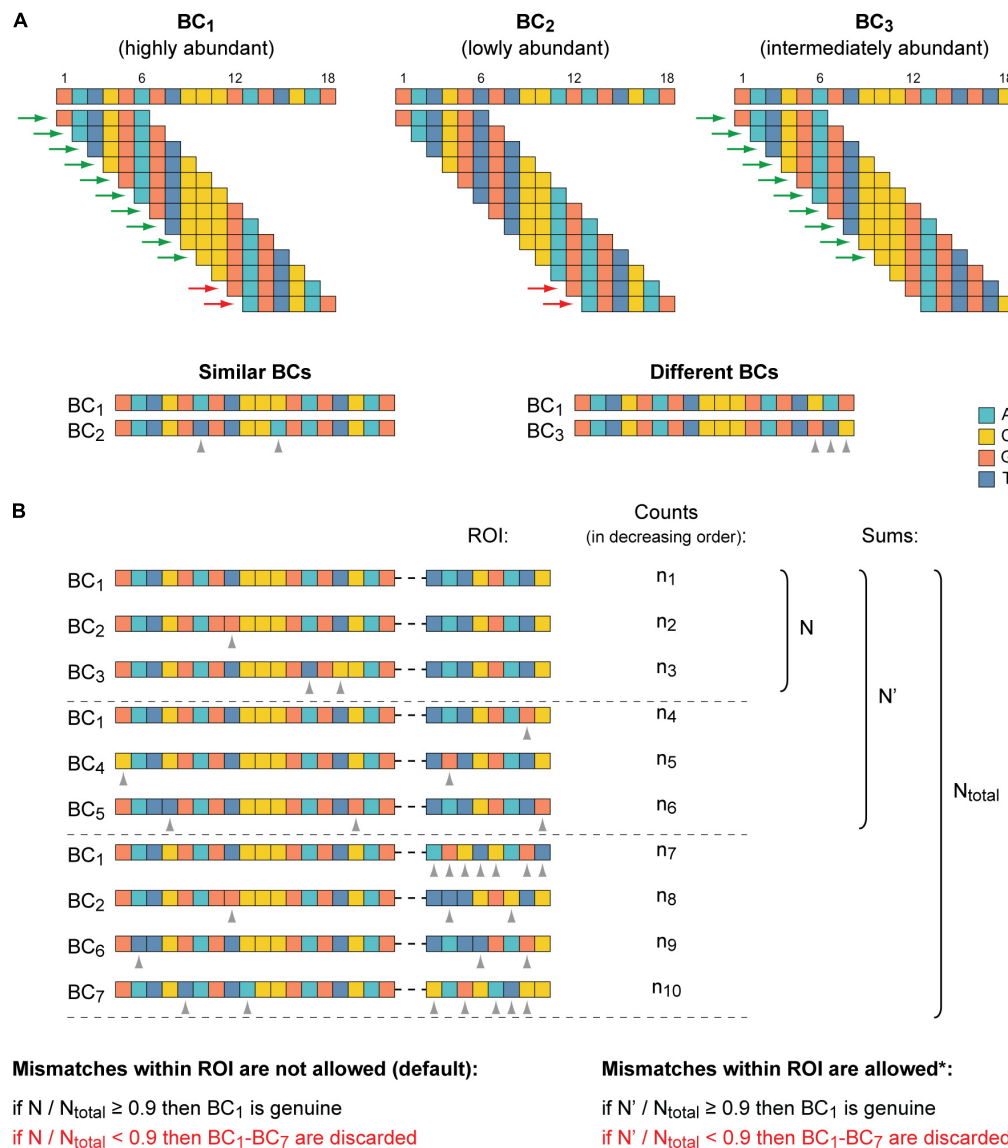 A
BC1
(highly abundant)
BC2
(lowly abundant)
BC3
(intermediately abundant)
1 6 12 18
1 6 12 18
1 6 12 18
Similar BCs
BC1
BC2
Different BCs
BC1
BC3
A
T
B
ROI:
Counts
(in decreasing order):
Sums:
BC1 n1
BC2 n2
BC3 n3
BC1 n4
BC4 n5
BC5 n6
BC1 n7
BC2 n8
BC6 n9
BC7 n10
N
N'
Ntotal
Mismatches within ROI are not allowed (default):
if N / Ntotal ≥ 0.9 then BC1 is genuine
if N / Ntotal < 0.9 then BC1-BC7 are discarded
Mismatches within ROI are allowed*:
if N' / Ntotal ≥ 0.9 then BC1 is genuine
if N' / Ntotal < 0.9 then BC1-BC7 are discarded